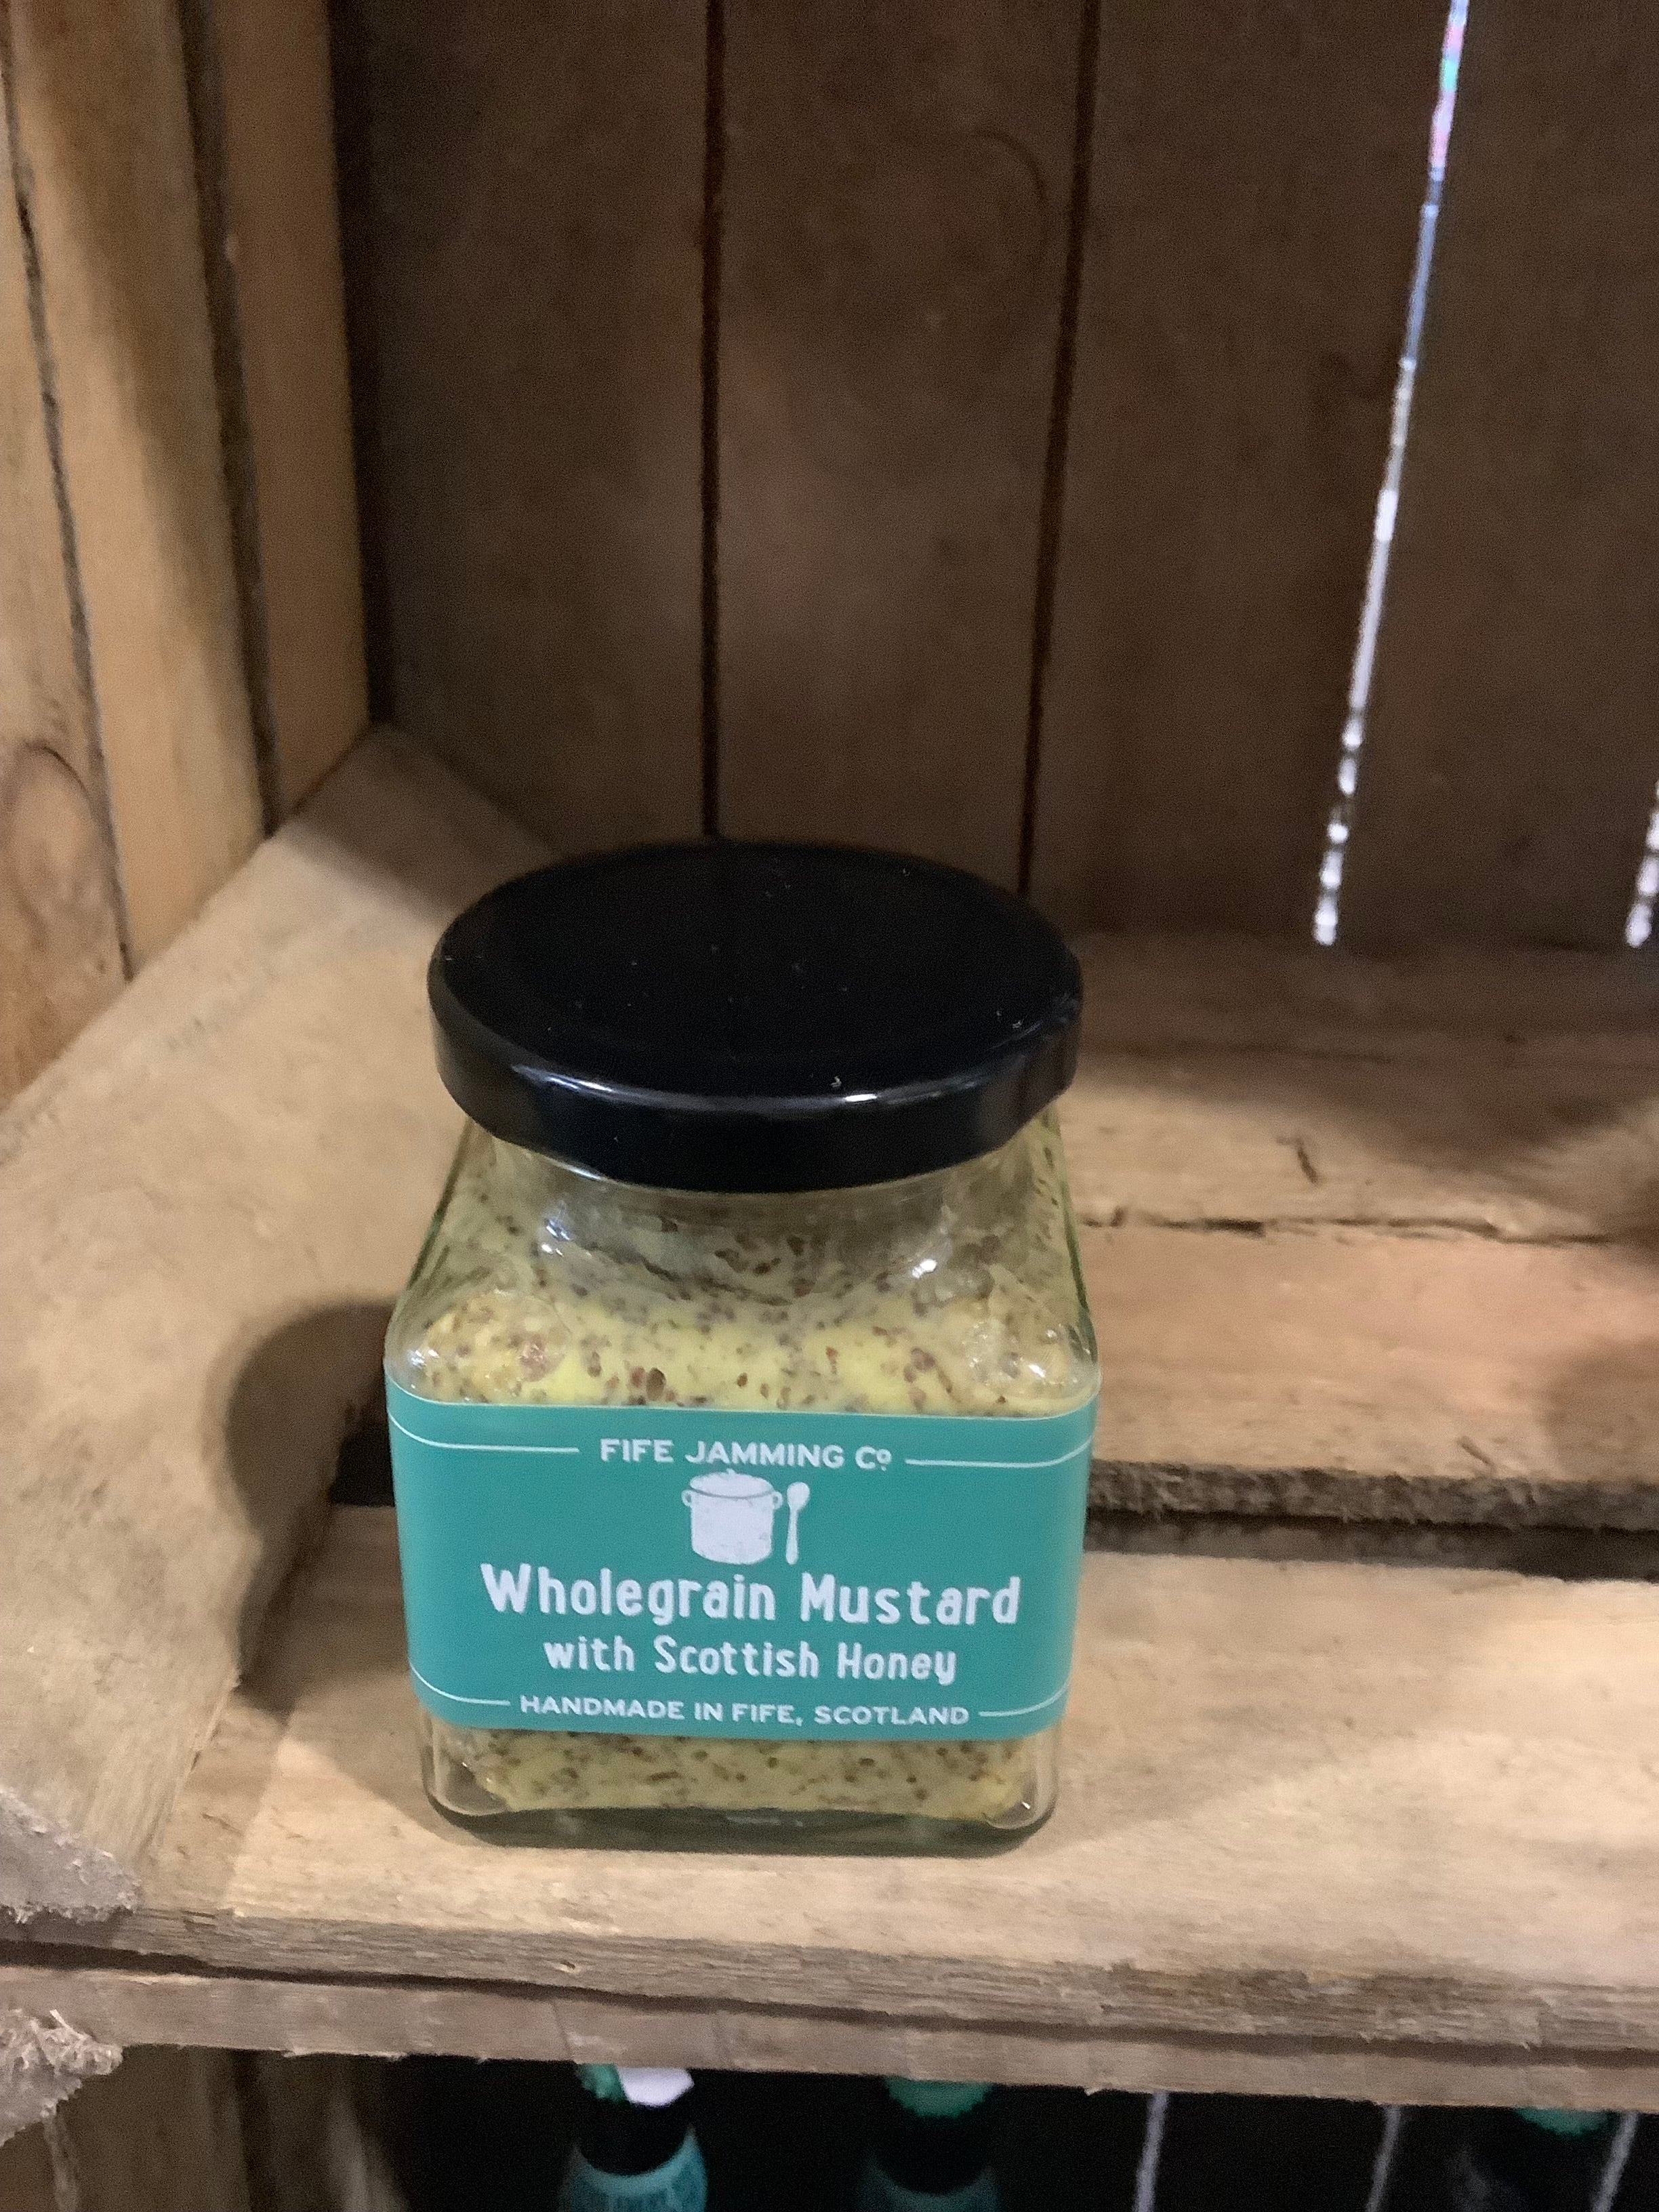 FIFE JAMMING Cº
Wholegrain Mustard
with Scottish Honey
HANDMADE IN FIFE, SCOTLAND